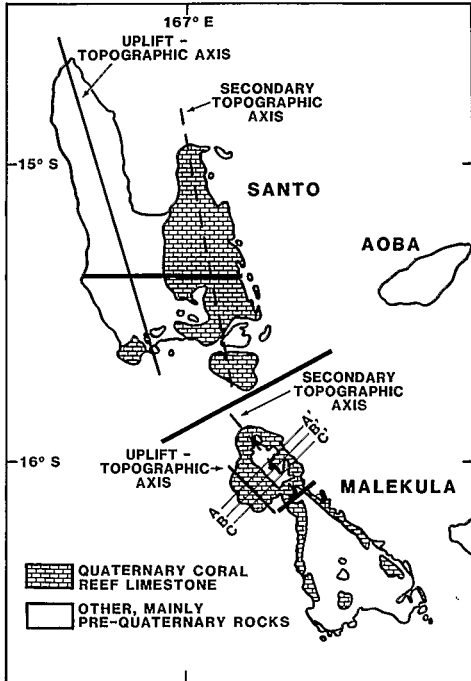 167° E
UPLIFT -
TOPOGRAPHIC
AXIS
SECONDARY
TOPOGRAPHIC
AXIS
15° S
SANTO
AOBA
SECONDARY
TOPOGRAPHIC
AXIS
A'
B'
C'
UPLIFT -
TOPOGRAPHIC
AXIS
16° S
MALEKULA
A
B
C
QUATERNARY CORAL
REEF LIMESTONE
OTHER, MAINLY
PRE-QUATERNARY ROCKS